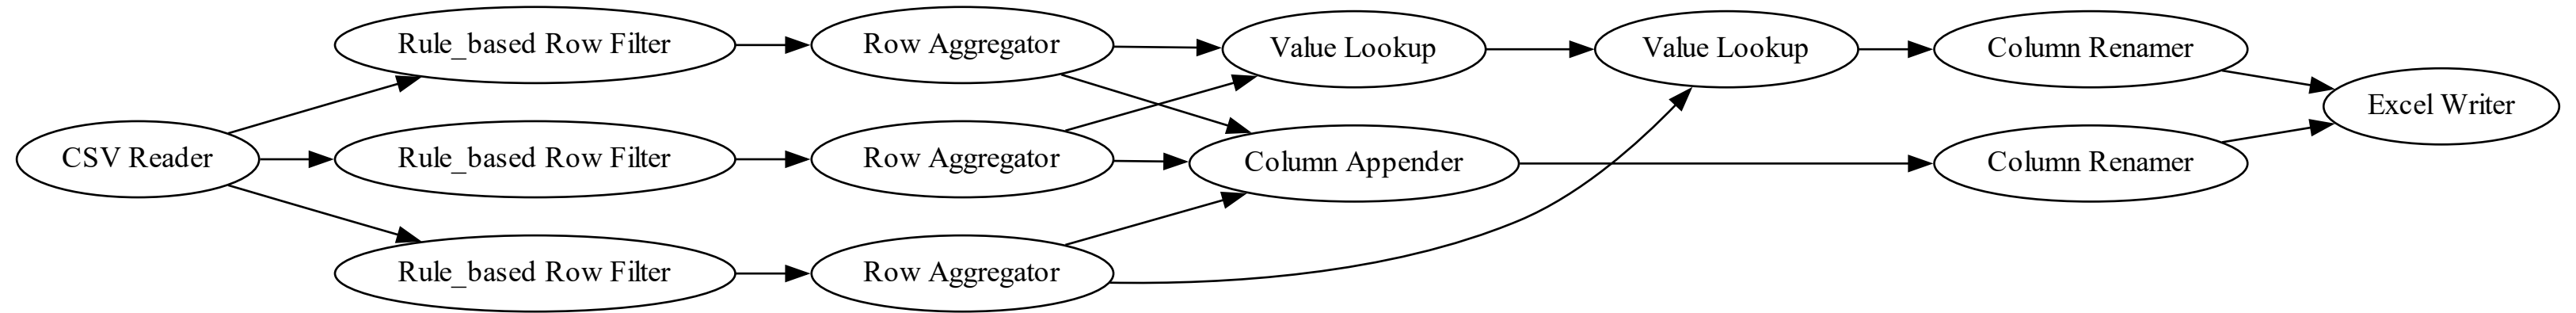 CSV Reader
Rule_based Row Filter
Rule_based Row Filter
Rule_based Row Filter
Row Aggregator
Row Aggregator
Row Aggregator
Value Lookup
Column Appender
Value Lookup
Column Renamer
Column Renamer
Excel Writer